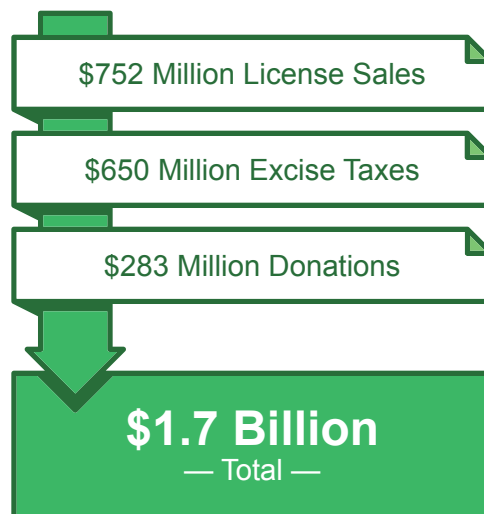 $752 Million License Sales
$650 Million Excise Taxes
$283 Million Donations
$1.7 Billion
— Total —